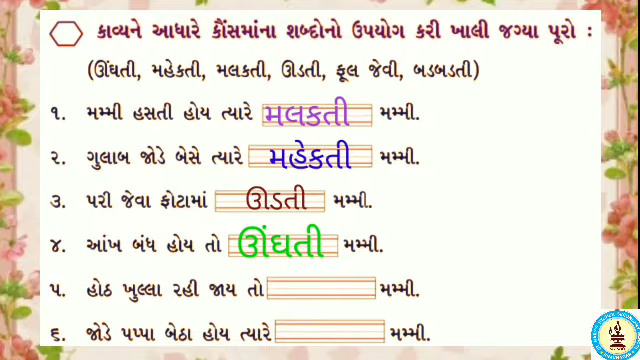 કાવ્યને આધારે કૌંસમાંના શબ્દોનો ઉપયોગ કરી ખાલી જગ્યા પૂરો :
(ઊંઘતી, મહેકતી, મલકતી, ઊડતી, ફૂલ જેવી, બડબડતી)
૧. મમ્મી હસતી હોય ત્યારે મલકતી મમ્મી.
૨. ગુલાબ જોડે બેસે ત્યારે મહેકતી મમ્મી.
૩. પરી જેવા ફોટામાં ઊડતી મમ્મી.
૪. આંખ બંધ હોય તો ઊંઘતી મમ્મી.
૫. હોઠ ખુલ્લા રહી જાય તો મમ્મી.
૬. જોડે પપ્પા બેઠા હોય ત્યારે મમ્મી.